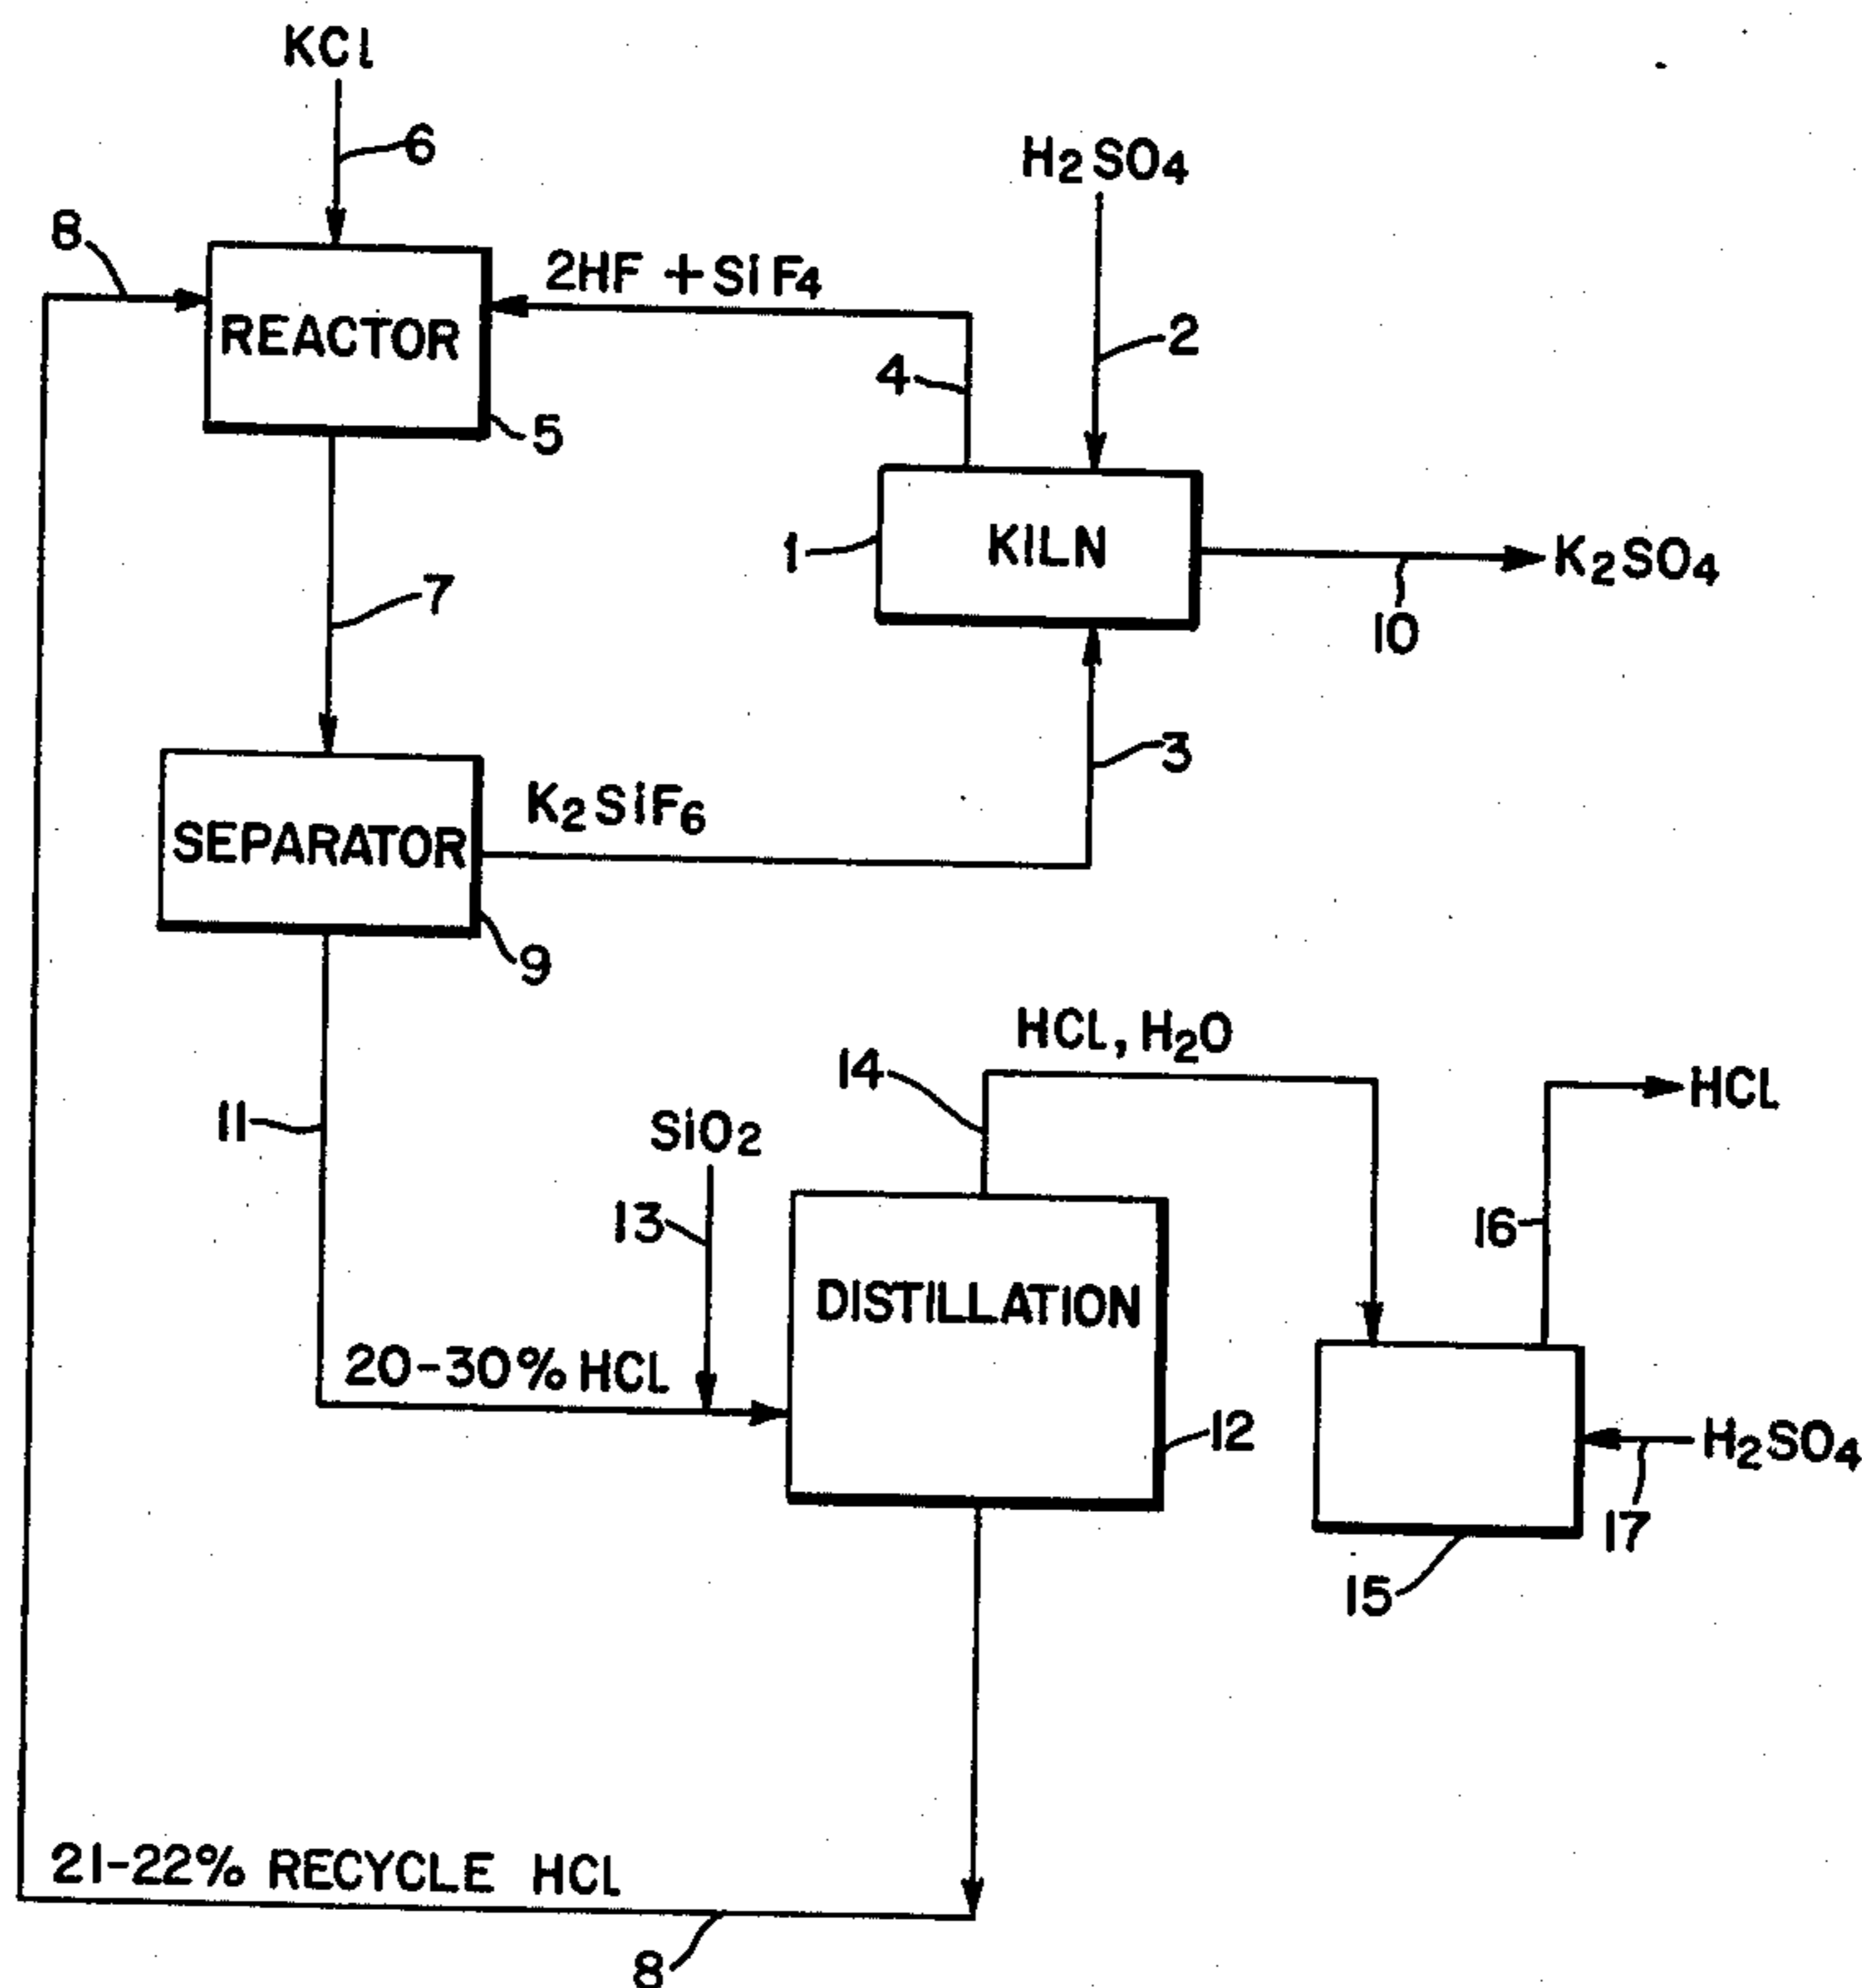 KCl
6
H2SO4
8
2HF + SiF4
REACTOR
2
4
5
1
KILN
K2SO4
7
10
3
K2SiF6
SEPARATOR
9
HCL, H2O
14
HCL
11
SiO2
13
16
DISTILLATION
20-30% HCL
12
H2SO4
17
15
21-22% RECYCLE HCL
8